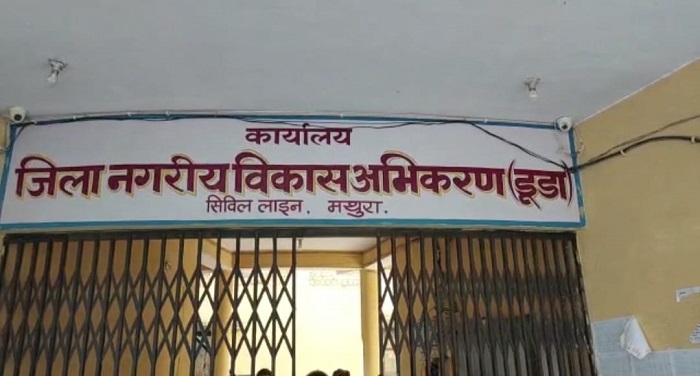 कार्यालय
जिला नगरीय विकास अभिकरण (डूडा)
सिविल लाइन, मथुरा.